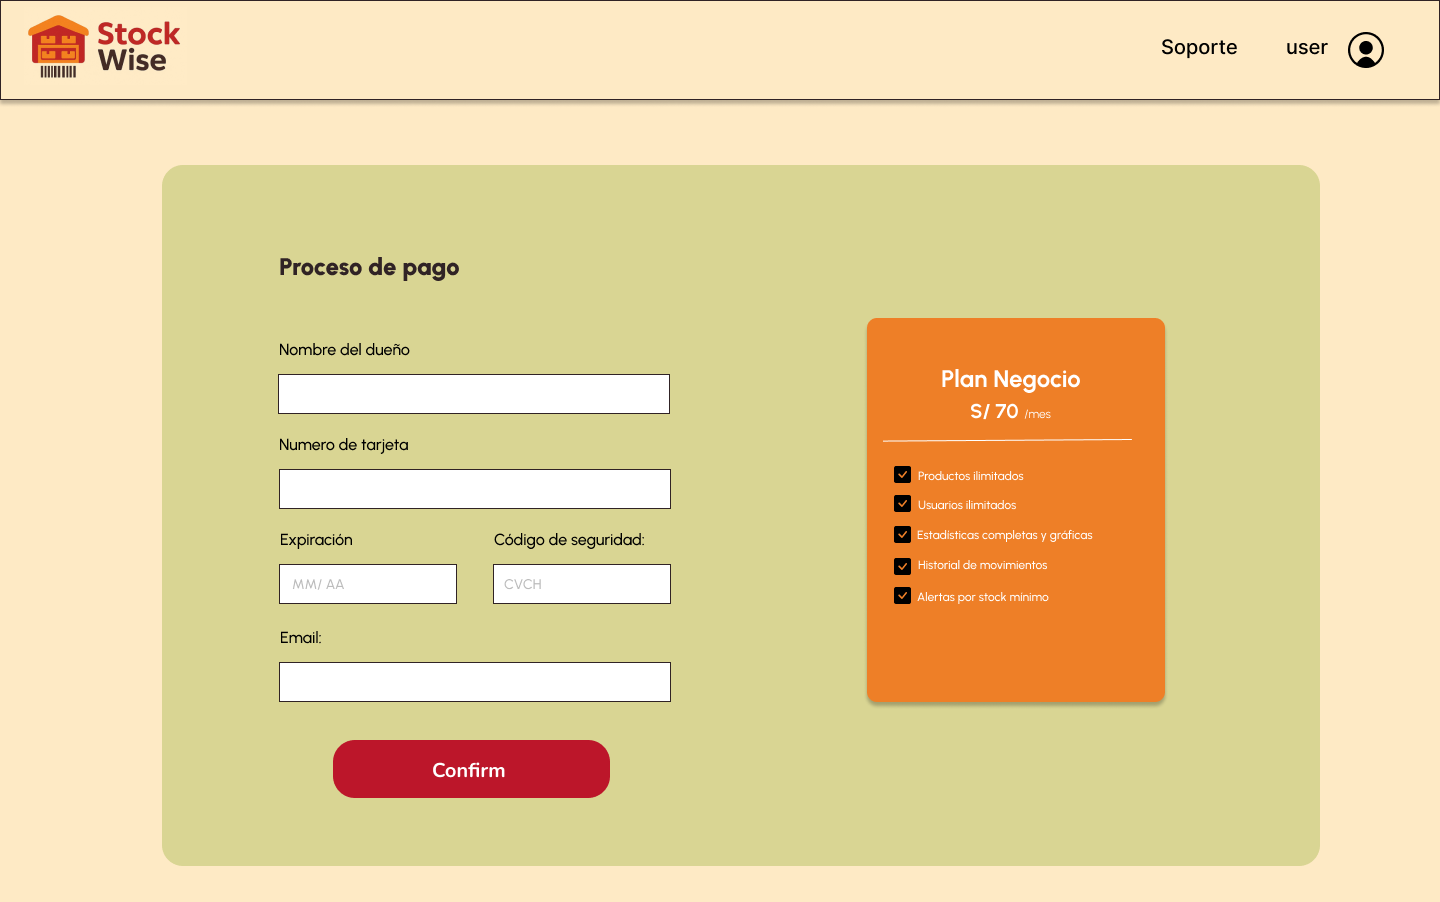 Stock
Wise
Soporte
user
Proceso de pago
Nombre del dueño
Numero de tarjeta
Expiración
Código de seguridad:
MM/ AA
CVCH
Email:
Confirm
Plan Negocio
S/ 70 /mes
Productos ilimitados
Usuarios ilimitados
Estadísticas completas y gráficas
Historial de movimientos
Alertas por stock mínimo